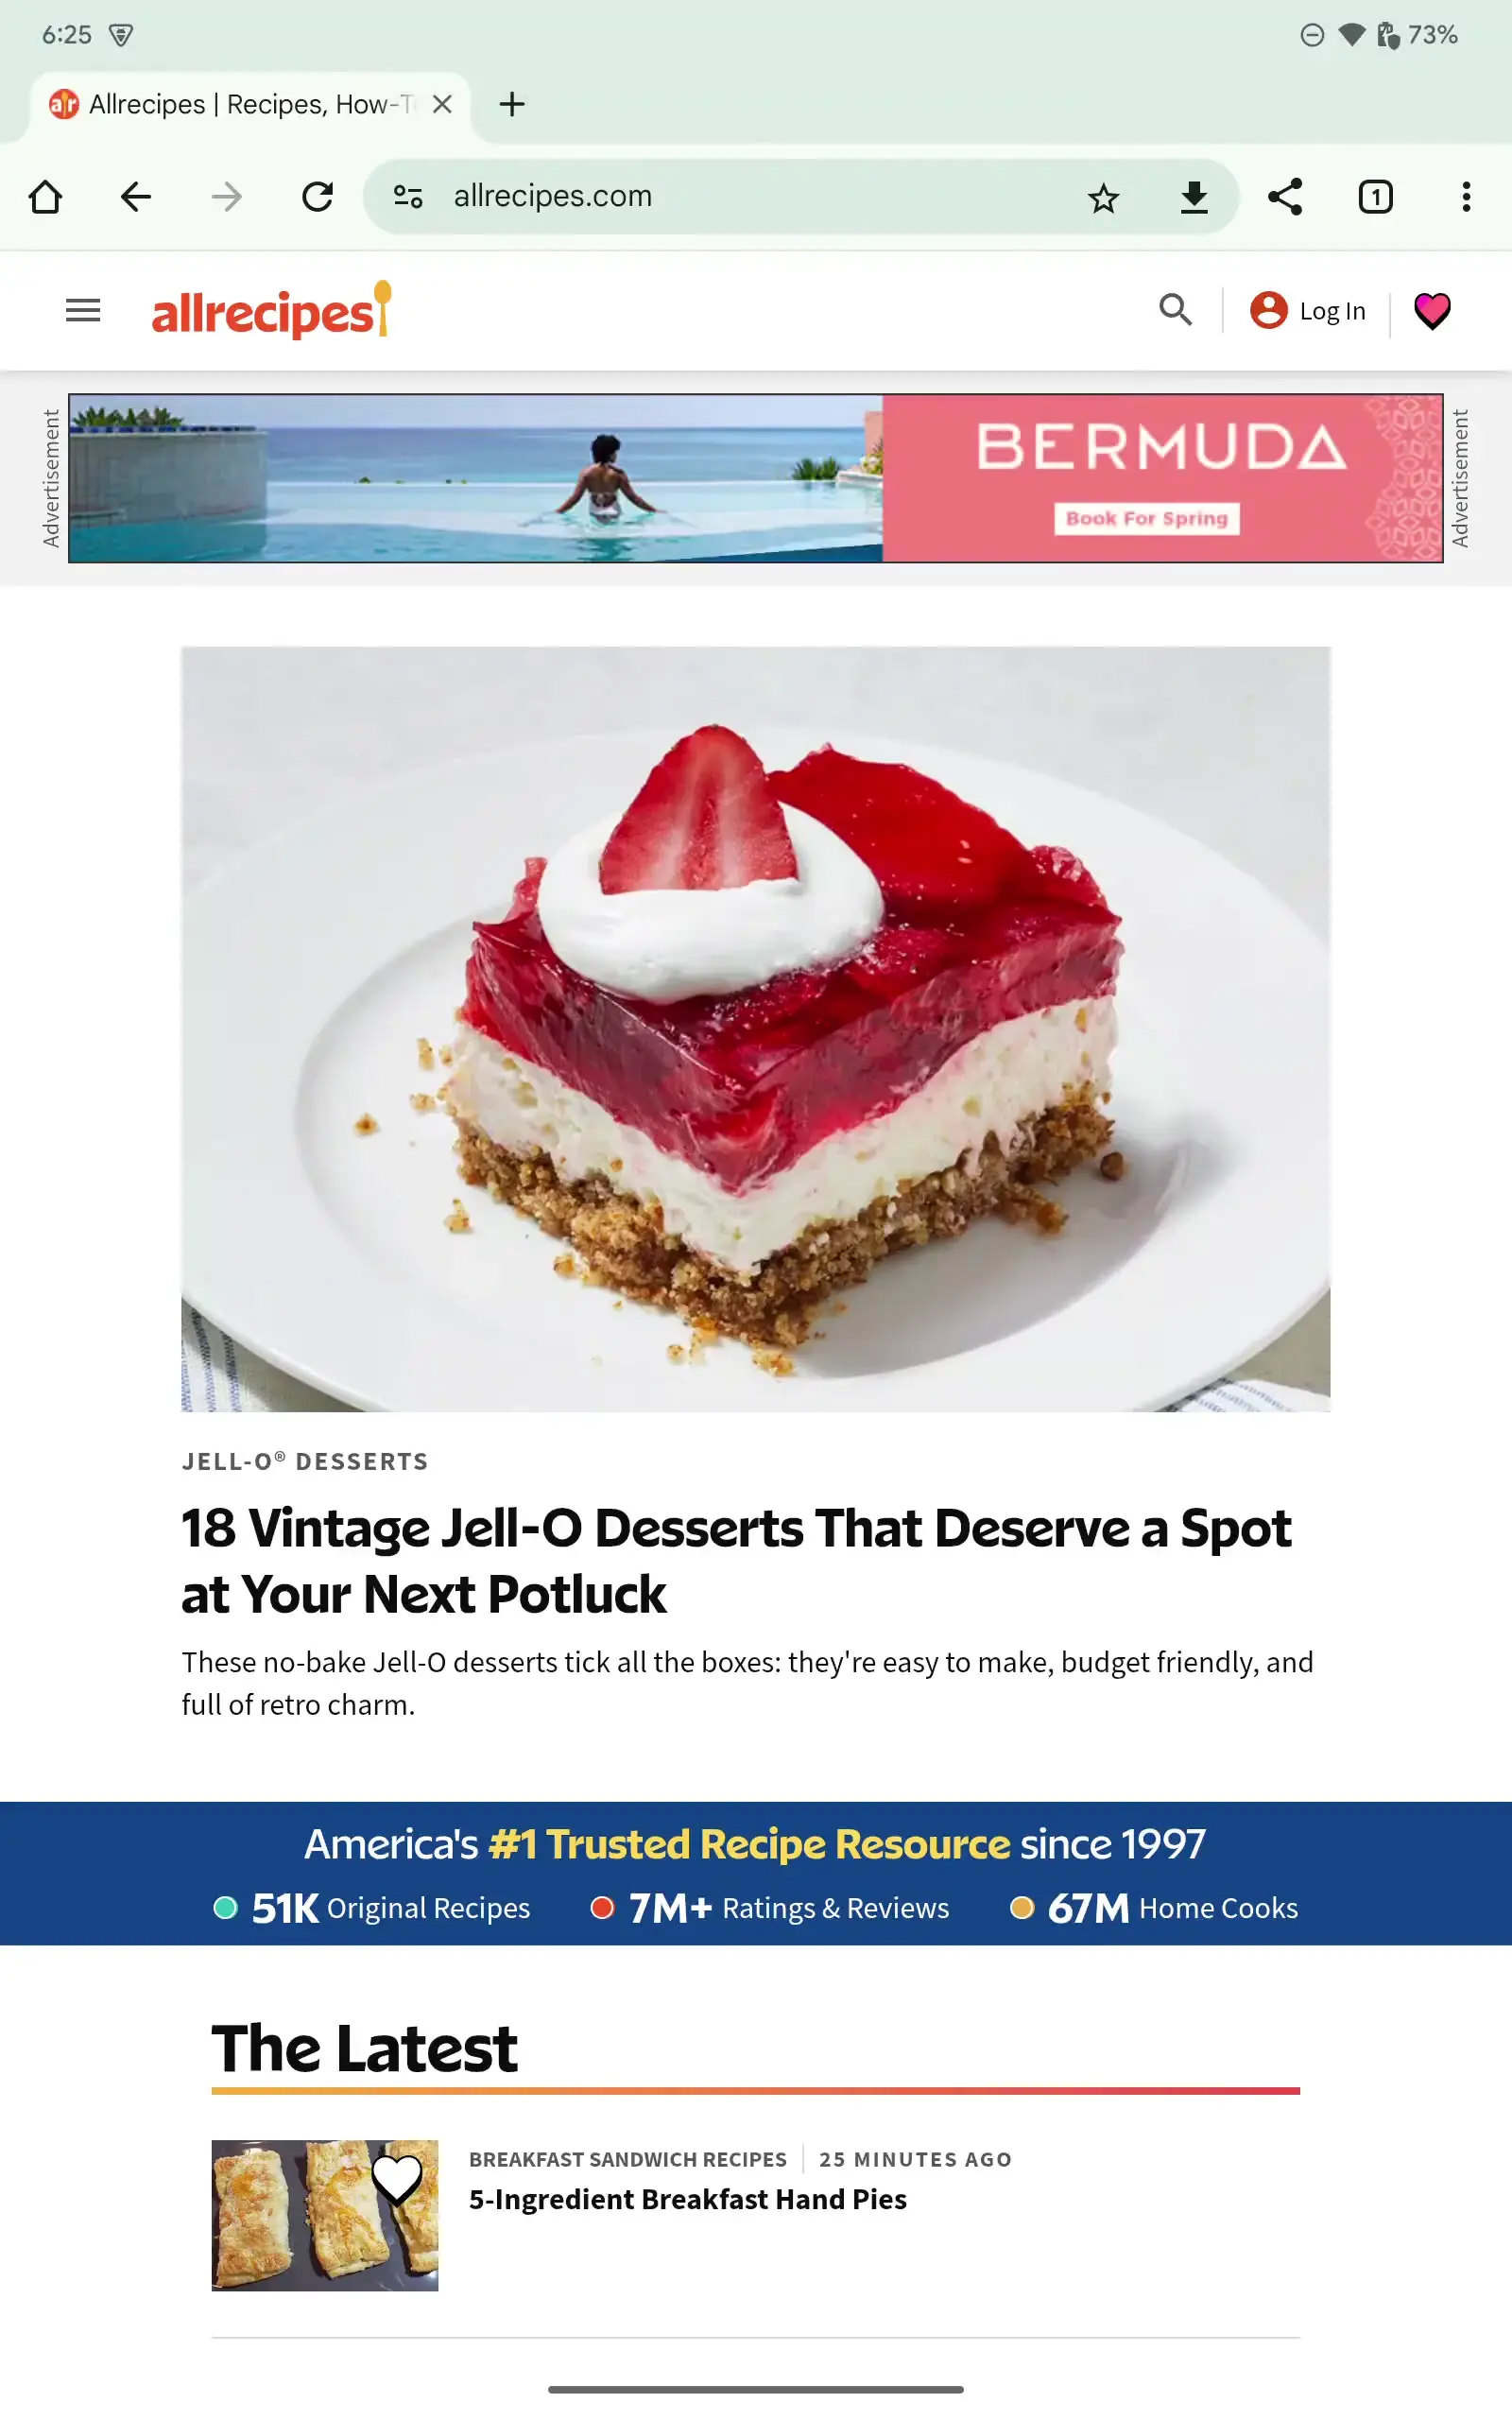 6:25
73%
Allrecipes | Recipes, How-T
allrecipes.com
1
allrecipes
Log In
Advertisement
BERMUDA
Book For Spring
Advertisement
JELL-O® DESSERTS
18 Vintage Jell-O Desserts That Deserve a Spot
at Your Next Potluck
These no-bake Jell-O desserts tick all the boxes: they're easy to make, budget friendly, and
full of retro charm.
America's #1 Trusted Recipe Resource since 1997
51K Original Recipes 7M+ Ratings & Reviews 67M Home Cooks
The Latest
BREAKFAST SANDWICH RECIPES 25 MINUTES AGO
5-Ingredient Breakfast Hand Pies